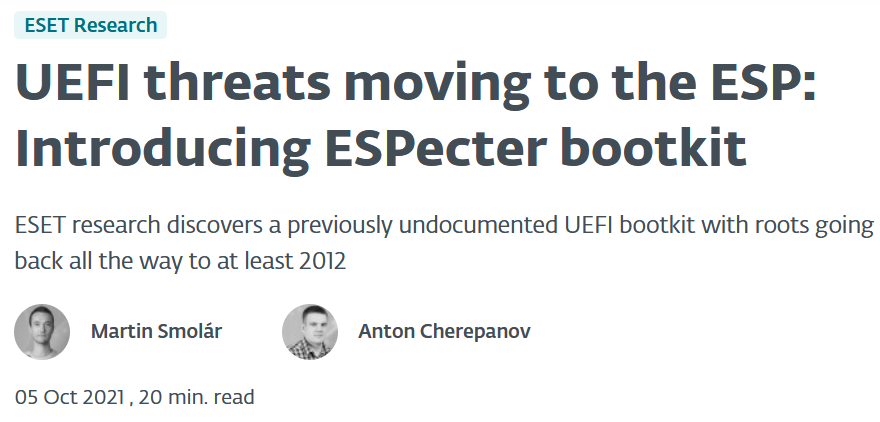 ESET Research
UEFI threats moving to the ESP:
Introducing ESPecter bootkit
ESET research discovers a previously undocumented UEFI bootkit with roots going
back all the way to at least 2012
Martin Smolár
Anton Cherepanov
05 Oct 2021 , 20 min. read